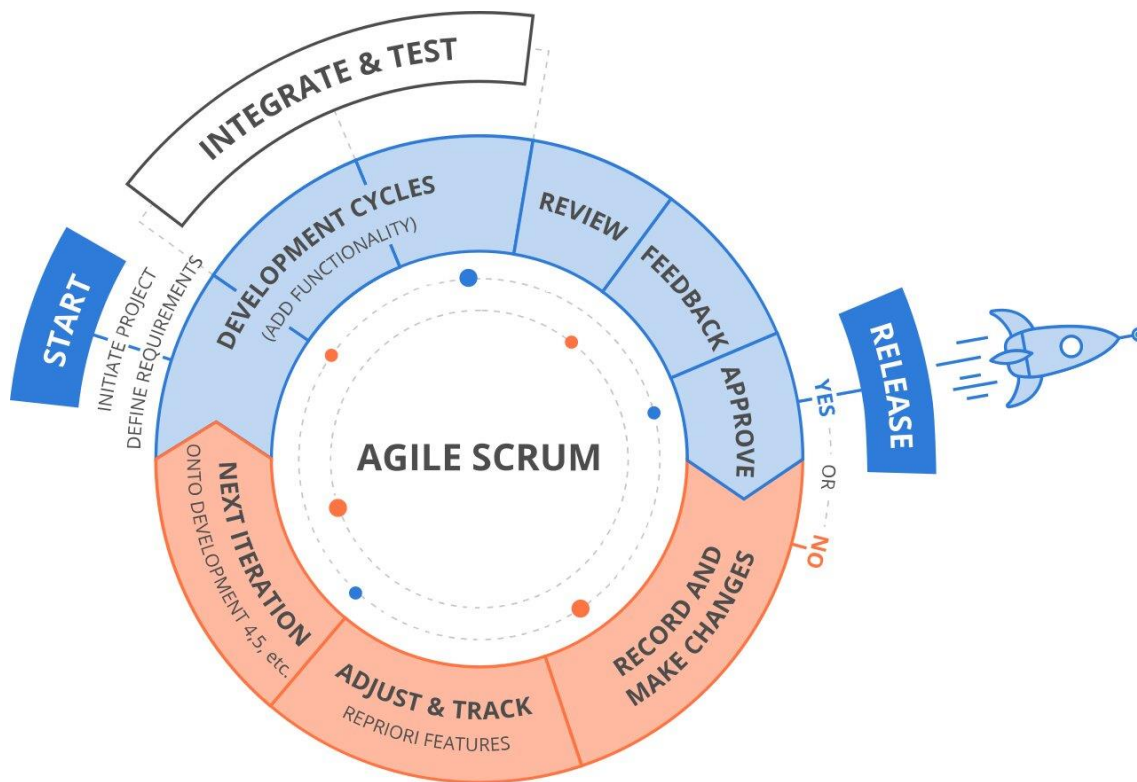 INTEGRATE & TEST
START
INITIATE PROJECT
DEFINE REQUIREMENTS
DEVELOPMENT CYCLES
(ADD FUNCTIONALITY)
REVIEW
FEEDBACK
APPROVE
YES
OR
NO
RELEASE
AGILE SCRUM
RECORD AND
MAKE CHANGES
ADJUST & TRACK
REPRIORI FEATURES
NEXT ITERATION
ONTO DEVELOPMENT 4,5, etc.